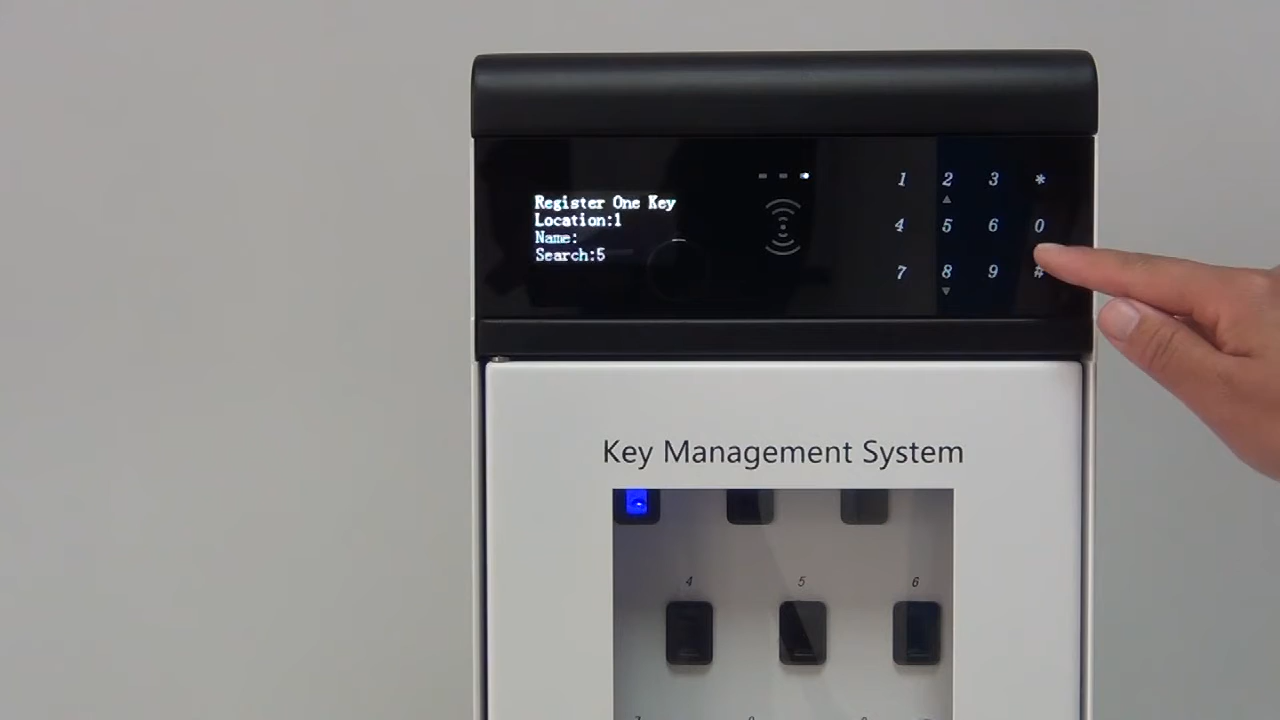 Register One Key
Location:1
Name:
Search:5
1 2 3 *
4 5 6 0
7 8 9 #
Key Management System
4 5 6